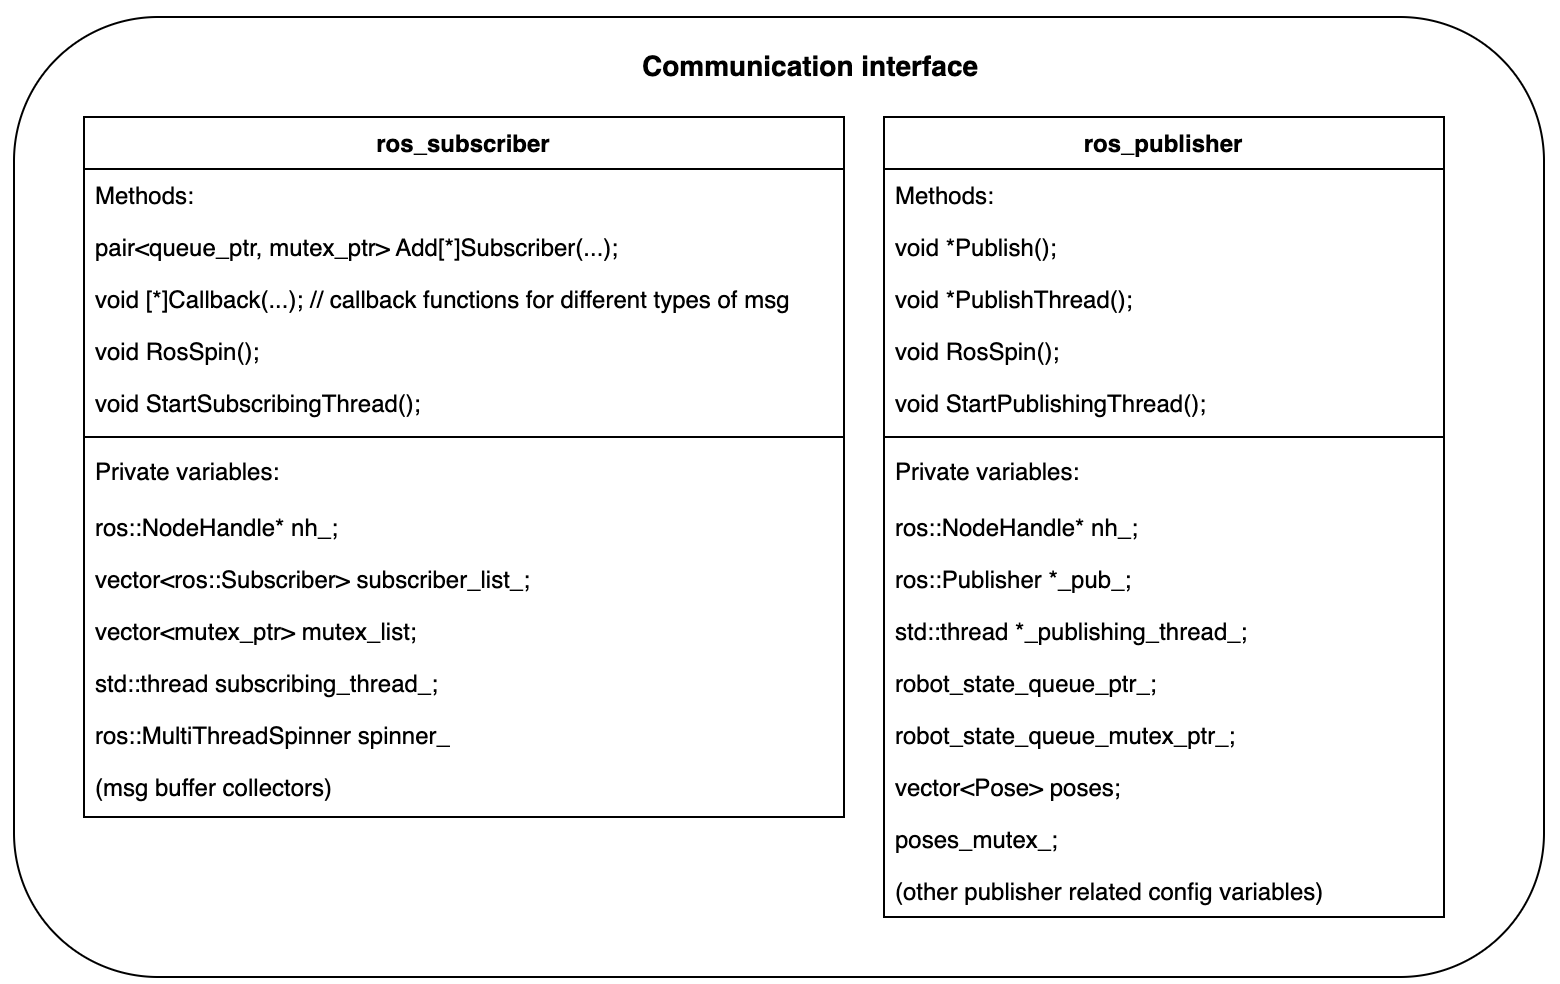 Communication interface
ros_subscriber
Methods:
pair<queue_ptr, mutex_ptr> Add[*]Subscriber(...);
void [*]Callback(...); // callback functions for different types of msg
void RosSpin();
void StartSubscribingThread();
Private variables:
ros::NodeHandle* nh_;
vector<ros::Subscriber> subscriber_list_;
vector<mutex_ptr> mutex_list;
std::thread subscribing_thread_;
ros::MultiThreadSpinner spinner_
(msg buffer collectors)
ros_publisher
Methods:
void *Publish();
void *PublishThread();
void RosSpin();
void StartPublishingThread();
Private variables:
ros::NodeHandle* nh_;
ros::Publisher *_pub_;
std::thread *_publishing_thread_;
robot_state_queue_ptr_;
robot_state_queue_mutex_ptr_;
vector<Pose> poses;
poses_mutex_;
(other publisher related config variables)